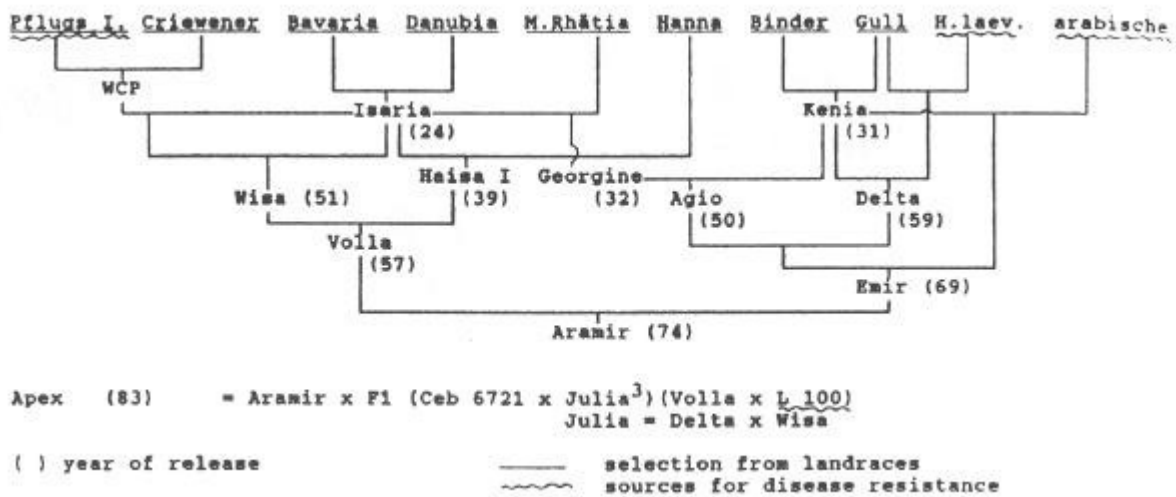 Pflugs I. Criewener Bavaria Danubia M.Rhätia Hanna Binder Gull H.laev. arabische
WCP
Isaria Kenia
(24) (31)
Haisa I Georgine
Wisa (51) (39) (32) Agio Delta
(50) (59)
Volla
(57)
Emir (69)
Aramir (74)
Apex (83) = Aramir x F1 (Ceb 6721 x Julia³)(Volla x L 100)
Julia = Delta x Wisa
( ) year of release selection from landraces
sources for disease resistance